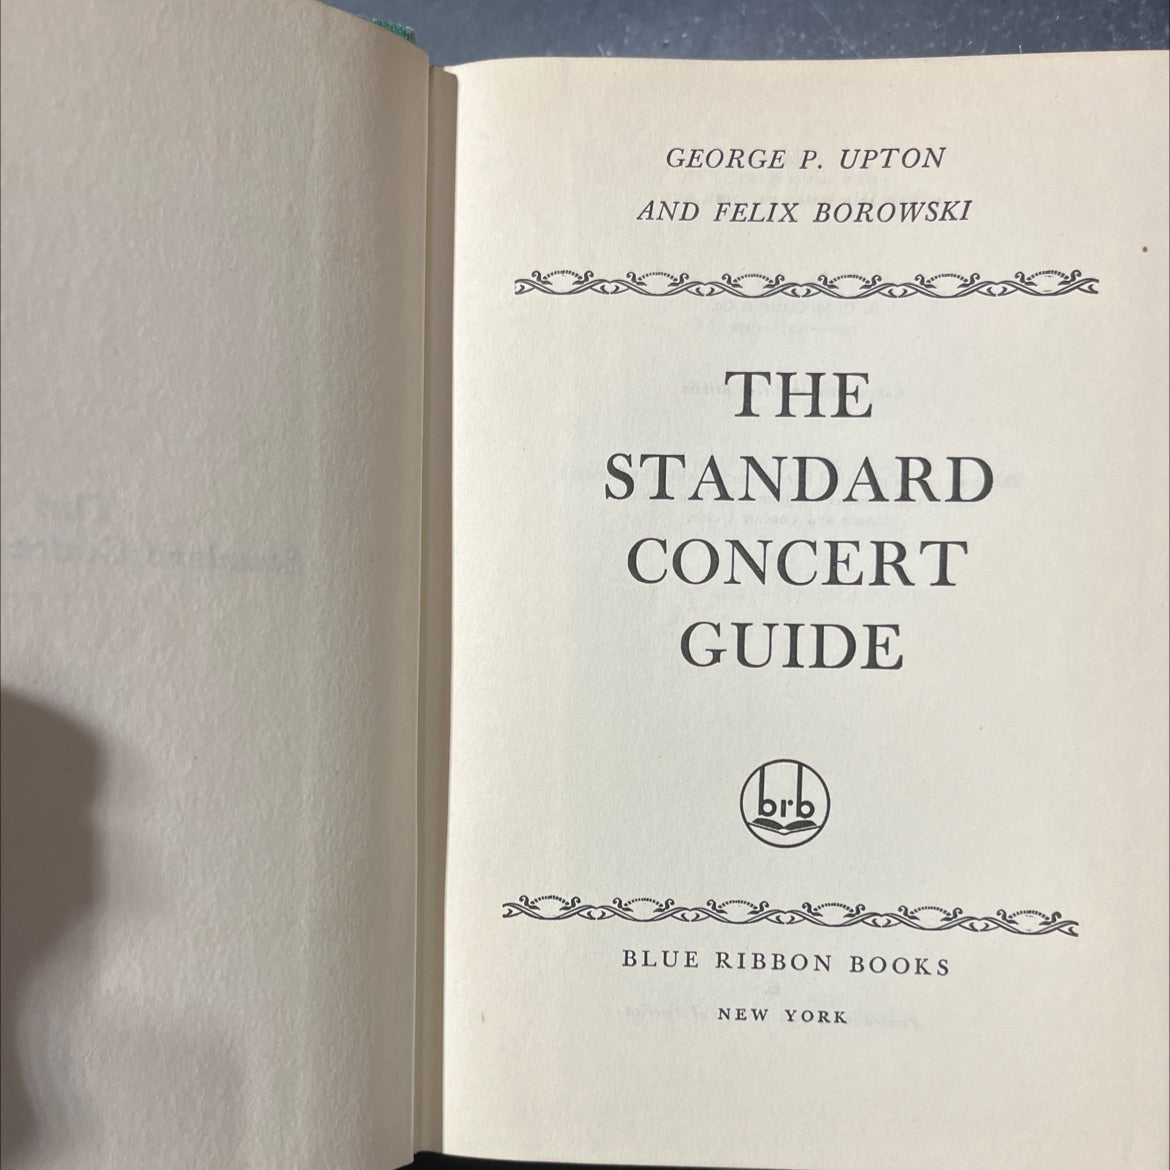 GEORGE P. UPTON
AND FELIX BOROWSKI
THE
STANDARD
CONCERT
GUIDE
brb
BLUE RIBBON BOOKS
NEW YORK